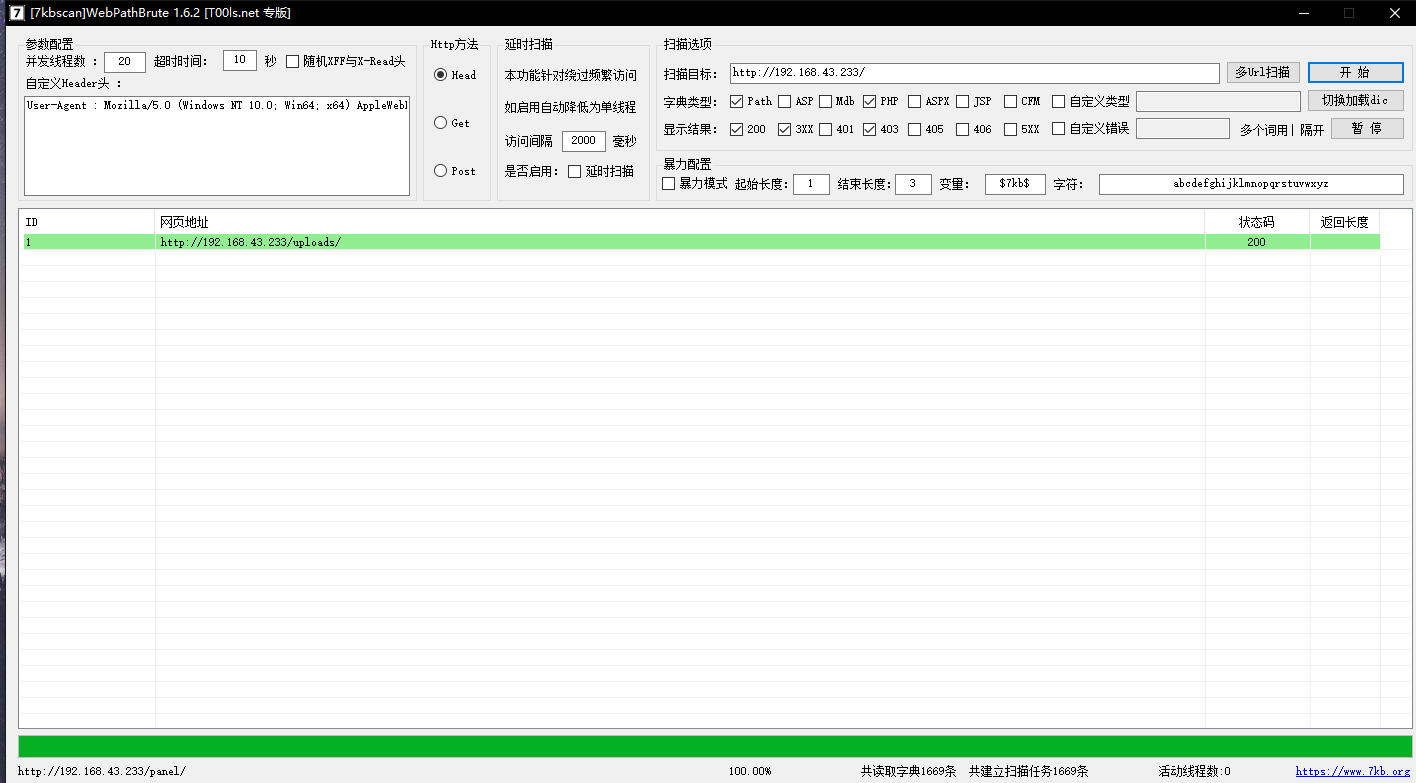 7 [7kbscan]WebPathBrute 1.6.2 [T00ls.net 专版]
参数配置
并发线程数 : 20 超时时间: 10 秒 随机XFF与X-Read头
自定义Header头 :
User-Agent : Mozilla/5.0 (Windows NT 10.0; Win64; x64) AppleWebl
Http方法
Head
Get
Post
延时扫描
本功能针对绕过频繁访问
如启用自动降低为单线程
访问间隔 2000 毫秒
是否启用: 延时扫描
扫描选项
扫描目标: http://192.168.43.233/ 多Url扫描 开 始
字典类型: Path ASP Mdb PHP ASPX JSP CFM 自定义类型 切换加载dic
显示结果: 200 3XX 401 403 405 406 5XX 自定义错误 多个词用| 隔开 暂 停
暴力配置
暴力模式 起始长度: 1 结束长度: 3 变量: $7kb$ 字符: abcdefghijklmnopqrstuvwxyz
ID 网页地址 状态码 返回长度
1 http://192.168.43.233/uploads/ 200
http://192.168.43.233/panel/ 100.00% 共读取字典1669条 共建立扫描任务1669条 活动线程数:0 https://www.7kb.org